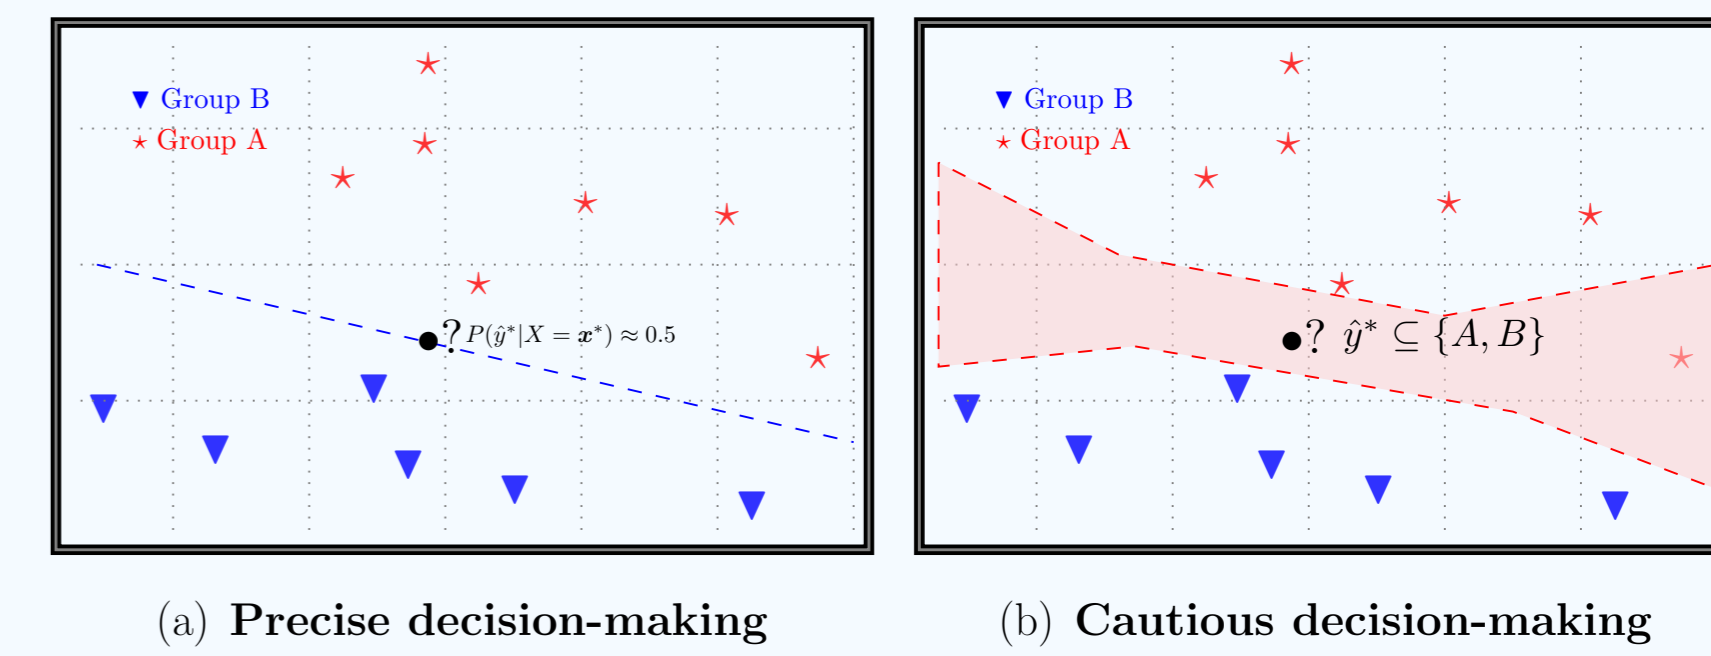 Group B
Group A
? P(ŷ*|X = x*) ≈ 0.5
(a) Precise decision-making
Group B
Group A
? ŷ* ⊆ {A, B}
(b) Cautious decision-making